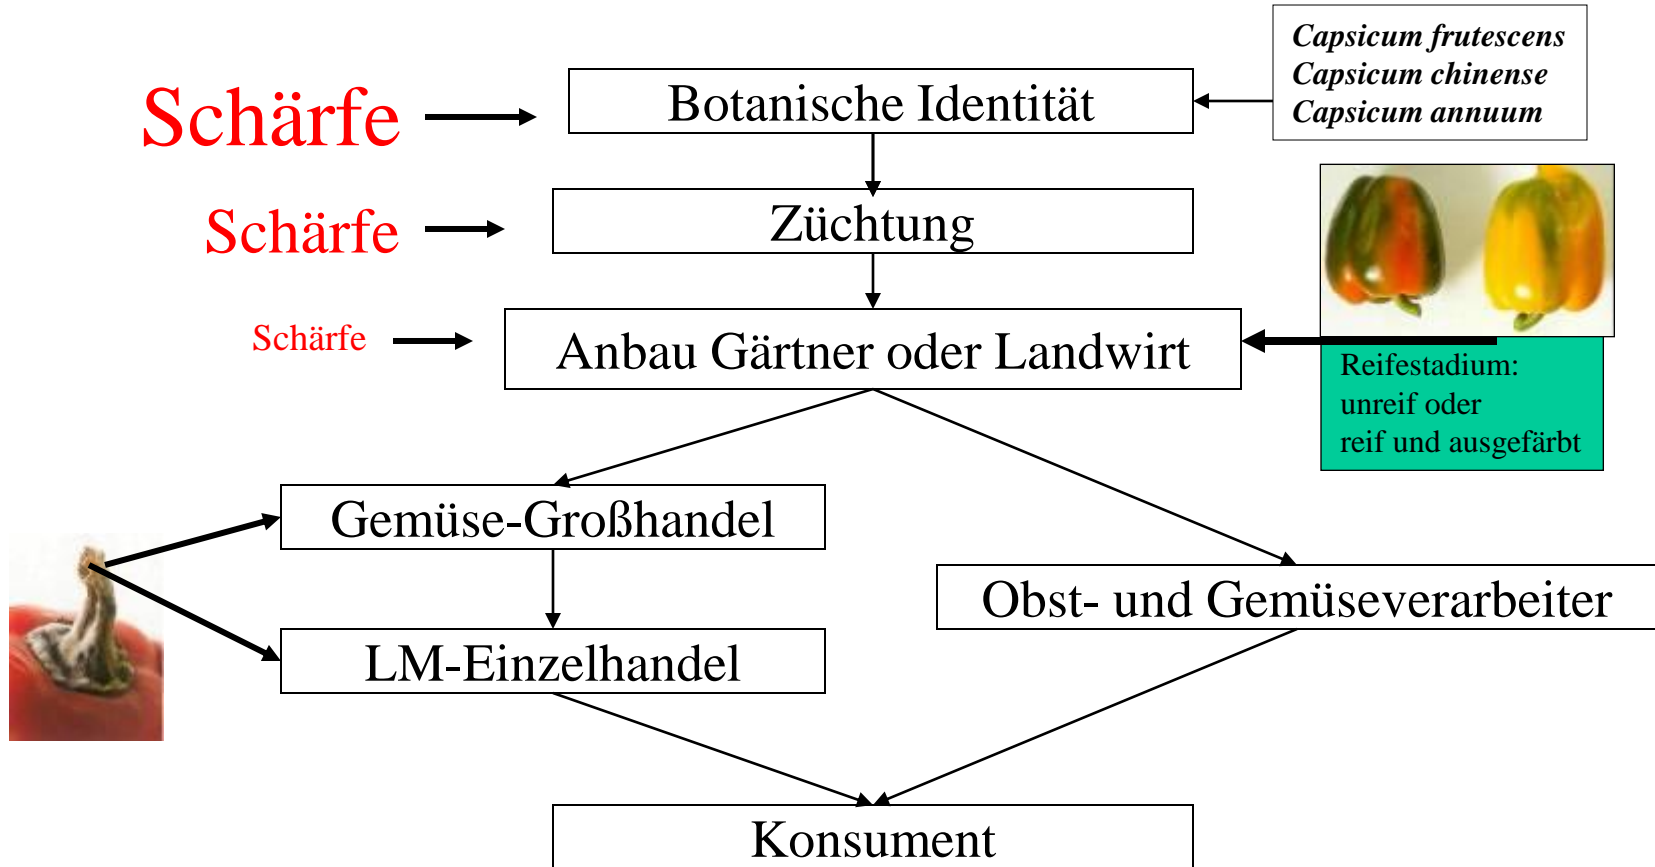 Capsicum frutescens
Capsicum chinense
Capsicum annuum
Schärfe
Botanische Identität
Schärfe
Züchtung
Schärfe
Anbau Gärtner oder Landwirt
Reifestadium:
unreif oder
reif und ausgefärbt
Gemüse-Großhandel
Obst- und Gemüseverarbeiter
LM-Einzelhandel
Konsument